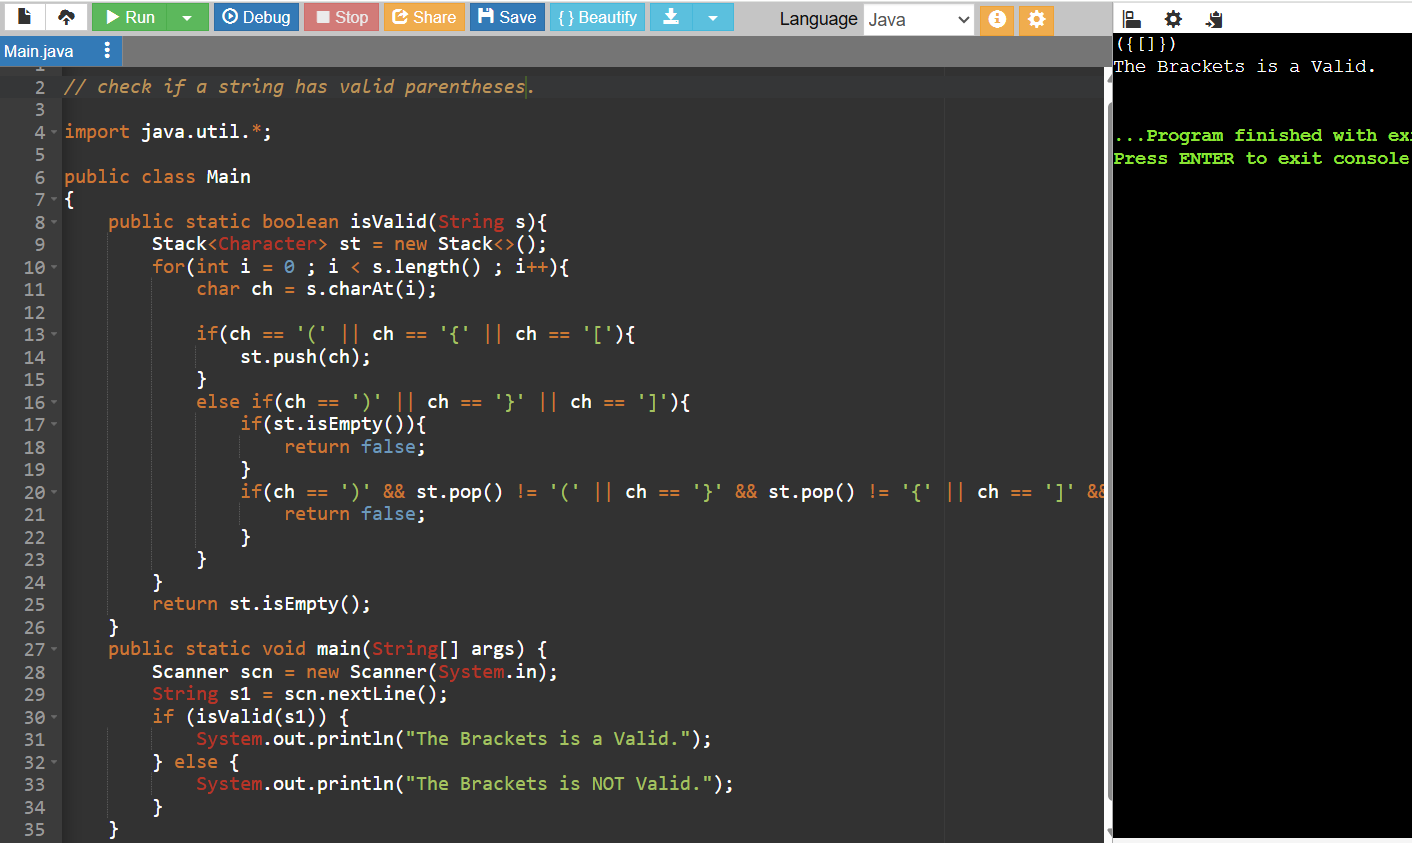 Run Debug Stop Share Save { } Beautify Language Java
Main.java
1
2 // check if a string has valid parentheses.
3
4 import java.util.*;
5
6 public class Main
7 {
8 public static boolean isValid(String s){
9 Stack<Character> st = new Stack<>();
10 for(int i = 0 ; i < s.length() ; i++){
11 char ch = s.charAt(i);
12
13 if(ch == '(' || ch == '{' || ch == '['){
14 st.push(ch);
15 }
16 else if(ch == ')' || ch == '}' || ch == ']'){
17 if(st.isEmpty()){
18 return false;
19 }
20 if(ch == ')' && st.pop() != '(' || ch == '}' && st.pop() != '{' || ch == ']' &&
21 return false;
22 }
23 }
24 }
25 return st.isEmpty();
26 }
27 public static void main(String[] args) {
28 Scanner scn = new Scanner(System.in);
29 String s1 = scn.nextLine();
30 if (isValid(s1)) {
31 System.out.println("The Brackets is a Valid.");
32 } else {
33 System.out.println("The Brackets is NOT Valid.");
34 }
35 }
({[]})
The Brackets is a Valid.
...Program finished with ex
Press ENTER to exit console